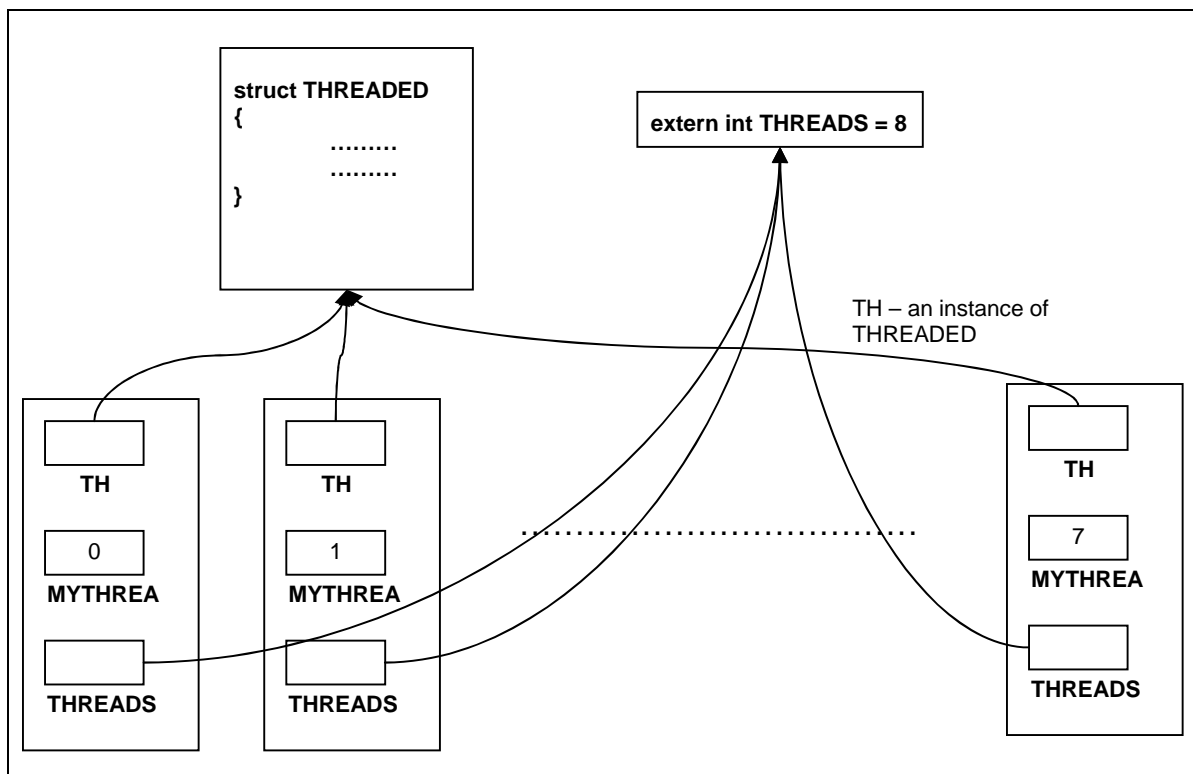 struct THREADED
{
.........
.........
}
extern int THREADS = 8
TH – an instance of
THREADED
TH
0
MYTHREA
THREADS
TH
1
MYTHREA
THREADS
................................
TH
7
MYTHREA
THREADS